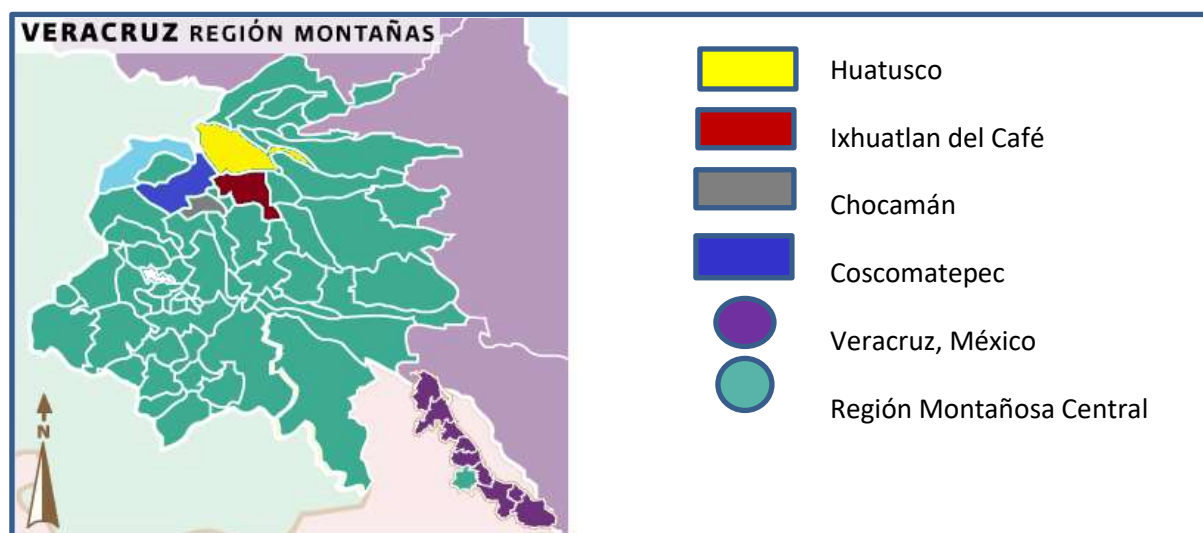 VERACRUZ REGIÓN MONTAÑAS
Huatusco
Ixhuatlan del Café
Chocamán
Coscomatepec
Veracruz, México
Región Montañosa Central
N